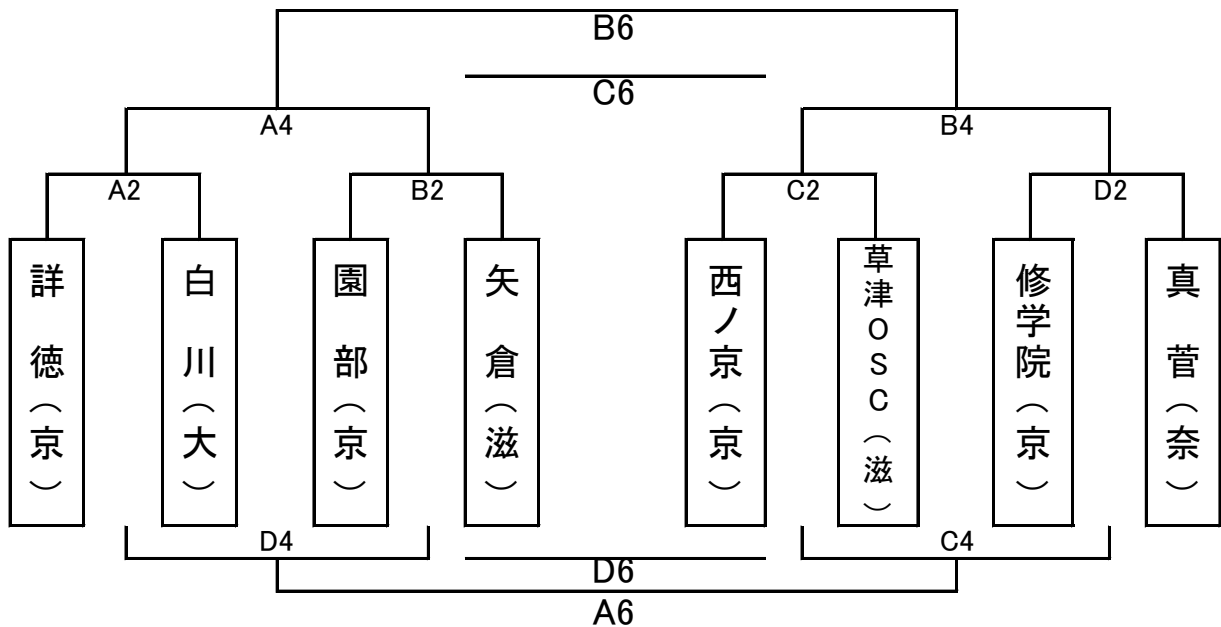 B6
C6
A4
B4
A2
B2
C2
D2
詳徳（京）
白川（大）
園部（京）
矢倉（滋）
西ノ京（京）
草津OSC（滋）
修学院（京）
真菅（奈）
D4
C4
D6
A6